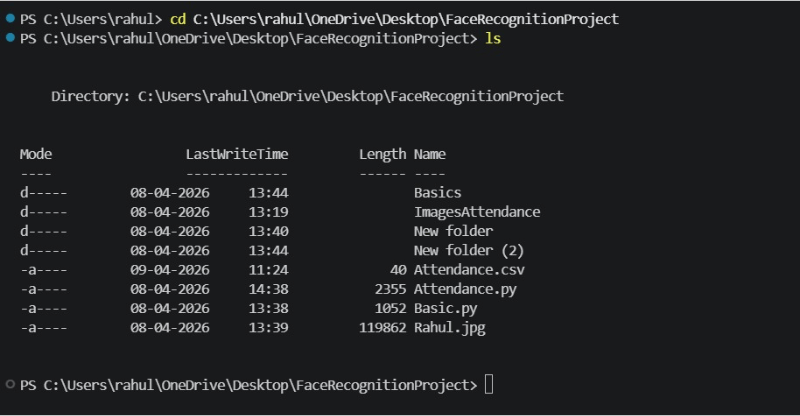 PS C:\Users\rahul> cd C:\Users\rahul\OneDrive\Desktop\FaceRecognitionProject
PS C:\Users\rahul\OneDrive\Desktop\FaceRecognitionProject> ls
Directory: C:\Users\rahul\OneDrive\Desktop\FaceRecognitionProject
Mode LastWriteTime Length Name
---- ------------- ------ ----
d----- 08-04-2026 13:44 Basics
d----- 08-04-2026 13:19 ImagesAttendance
d----- 08-04-2026 13:40 New folder
d----- 08-04-2026 13:44 New folder (2)
-a---- 09-04-2026 11:24 40 Attendance.csv
-a---- 08-04-2026 14:38 2355 Attendance.py
-a---- 08-04-2026 13:38 1052 Basic.py
-a---- 08-04-2026 13:39 119862 Rahul.jpg
PS C:\Users\rahul\OneDrive\Desktop\FaceRecognitionProject>